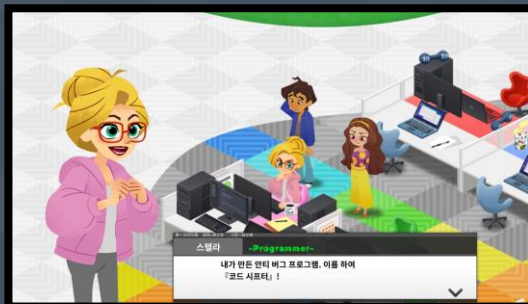 스텔라
-Programmer-
내가 만든 안티 버그 프로그램. 이름 하여
『코드 시프터』!